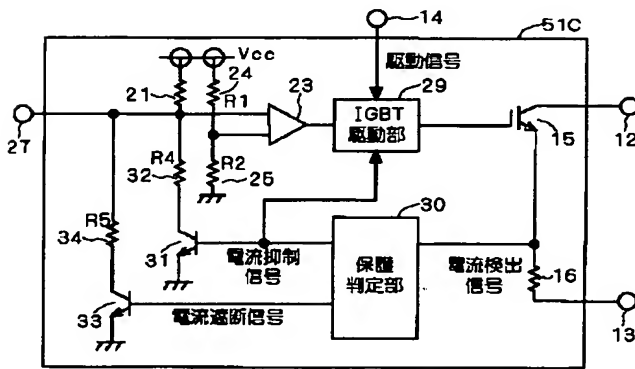 14
51C
Vcc
駆動信号
21
24
R1
23
29
IGBT
駆動部
27
15
12
R4
32
R2
25
30
R5
34
31
電流抑制
信号
保護
判定部
電流検出
信号
16
33
電流遮断信号
13